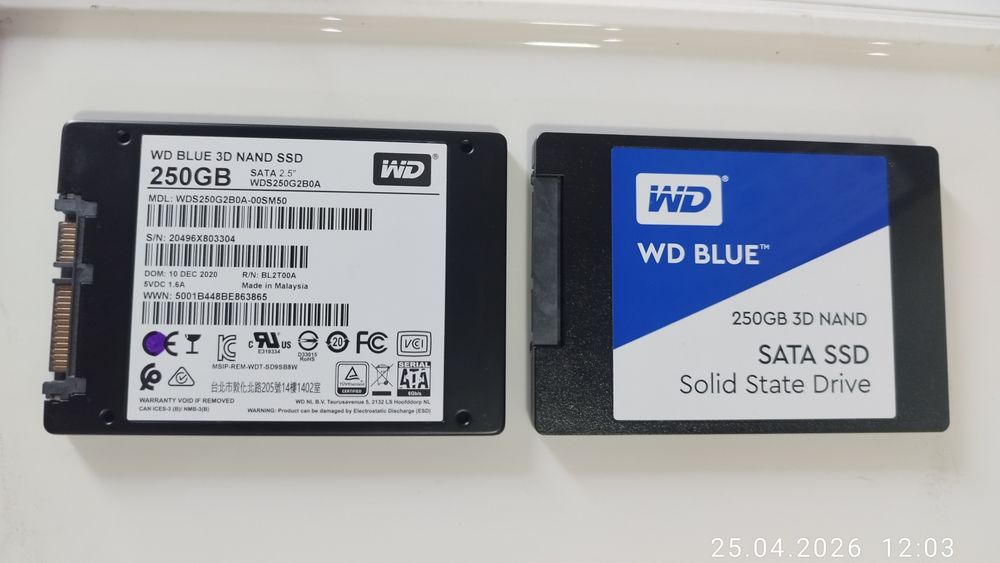 WD BLUE 3D NAND SSD
250GB SATA 2.5"
WDS250G2B0A
WD®
MDL: WDS250G2B0A-00SM50
S/N: 20496X803304
DOM: 10 DEC 2020 R/N: BL2T00A
5VDC 1.6A Made in Malaysia
WWN: 5001B448BE863865
CE
c RU us
E319334
D33015
RoHS
20
FC
VCI
MSIP-REM-WDT-SD9SB8W
台北市敦化北路205號14樓1402室
CERTIFIED
SERIAL
ATA
6Gb/s
WARRANTY VOID IF REMOVED
WD NL B.V. Taurusavenue 5, 2132 LS Hoofddorp NL
CAN ICES-3 (B)/ NMB-3(B)
WARNING: Product can be damaged by Electrostatic Discharge (ESD)
WD®
WD BLUE™
250GB 3D NAND
SATA SSD
Solid State Drive
25.04.2026 12:03